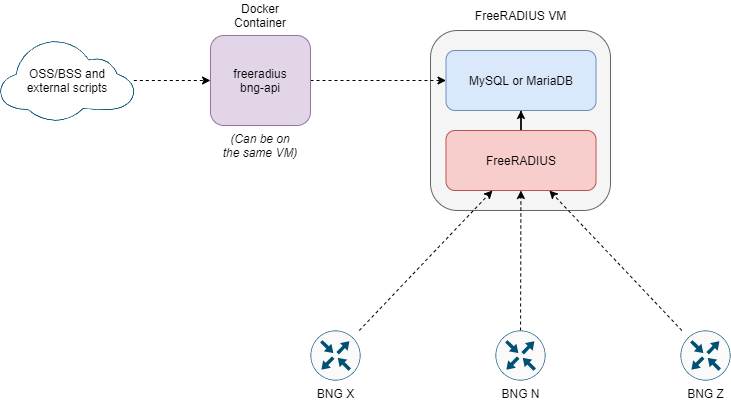 Docker
Container
FreeRADIUS VM
OSS/BSS and
external scripts
freeradius
bng-api
MySQL or MariaDB
(Can be on
the same VM)
FreeRADIUS
BNG X
BNG N
BNG Z